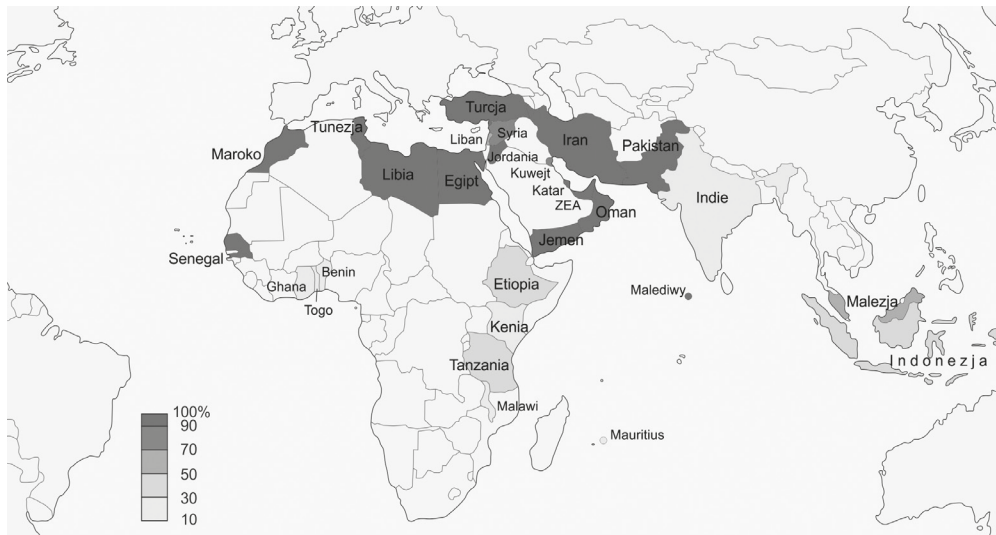 Turcja
Tunezja
Liban
Syria
Iran
Pakistan
Maroko
Jordania
Libia
Egipt
Kuwejt
Katar
Indie
ZEA
Oman
Jemen
Senegal
Benin
Ghana
Etiopia
Malediwy
Togo
Malezja
Kenia
Indonezja
Tanzania
Malawi
100%
90
70
50
30
10
Mauritius